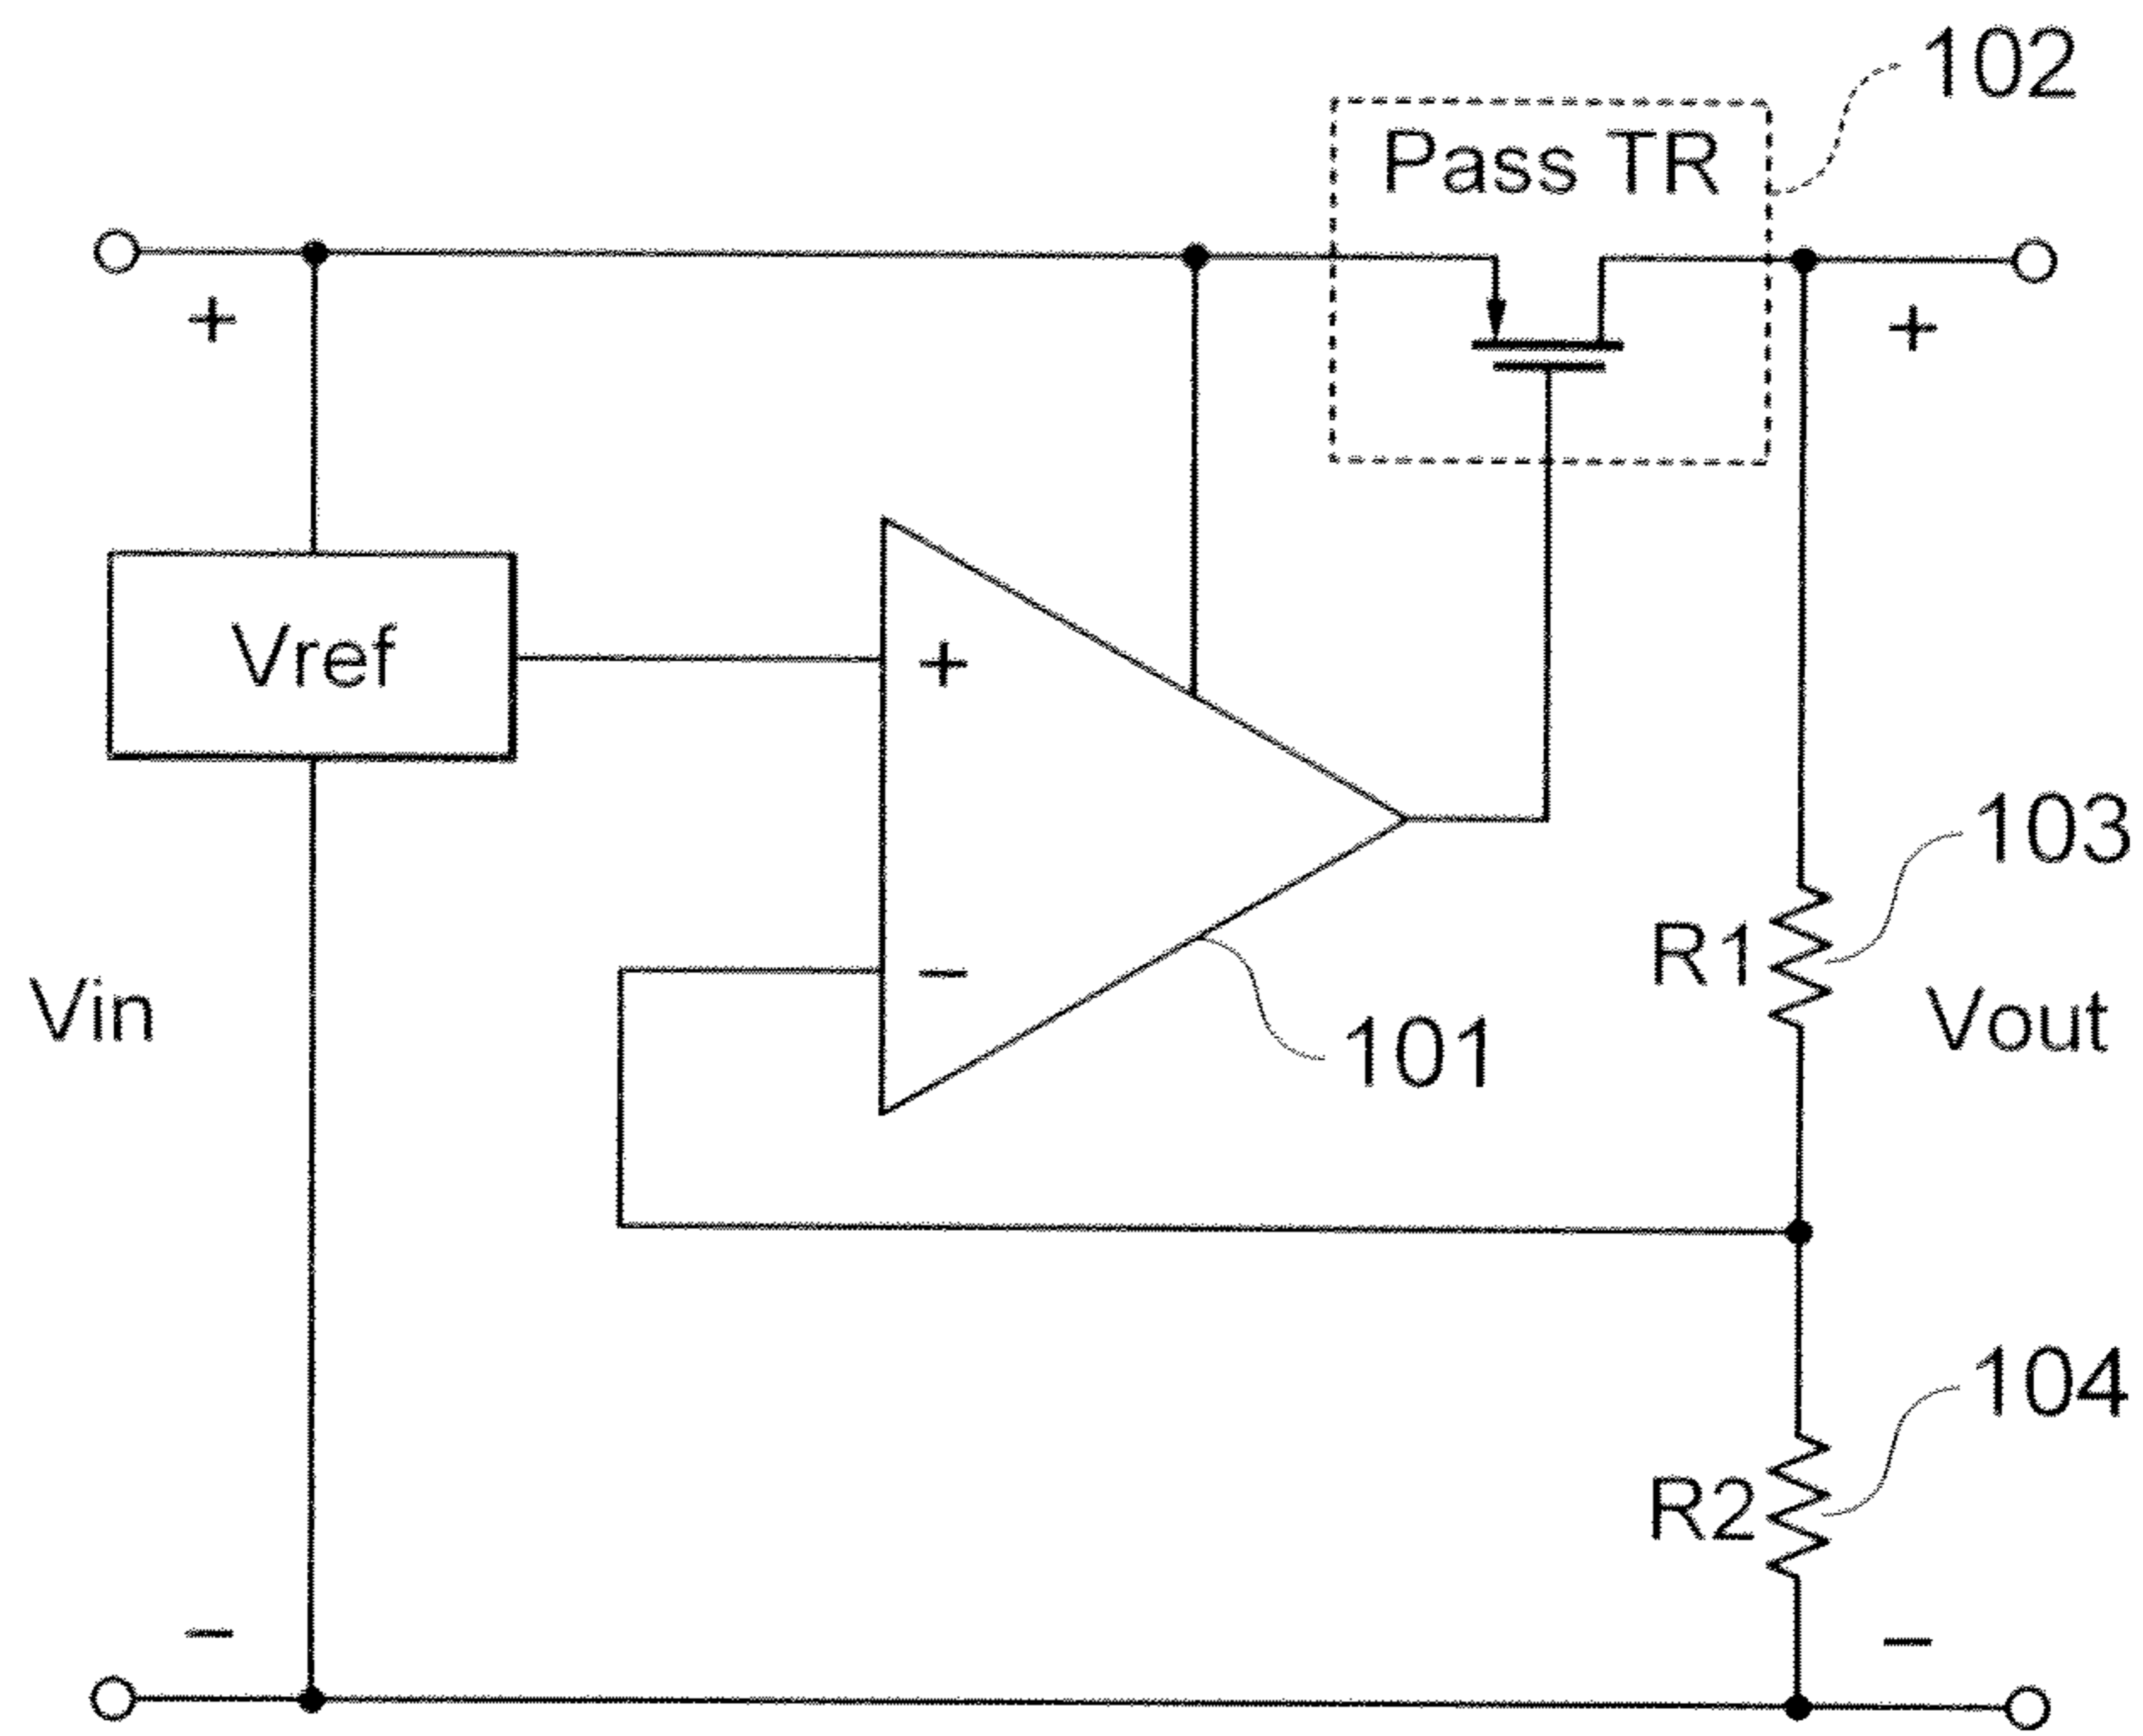 102
Pass TR
+
+
Vref
+
103
R1
−
Vin
Vout
101
104
R2
−
−